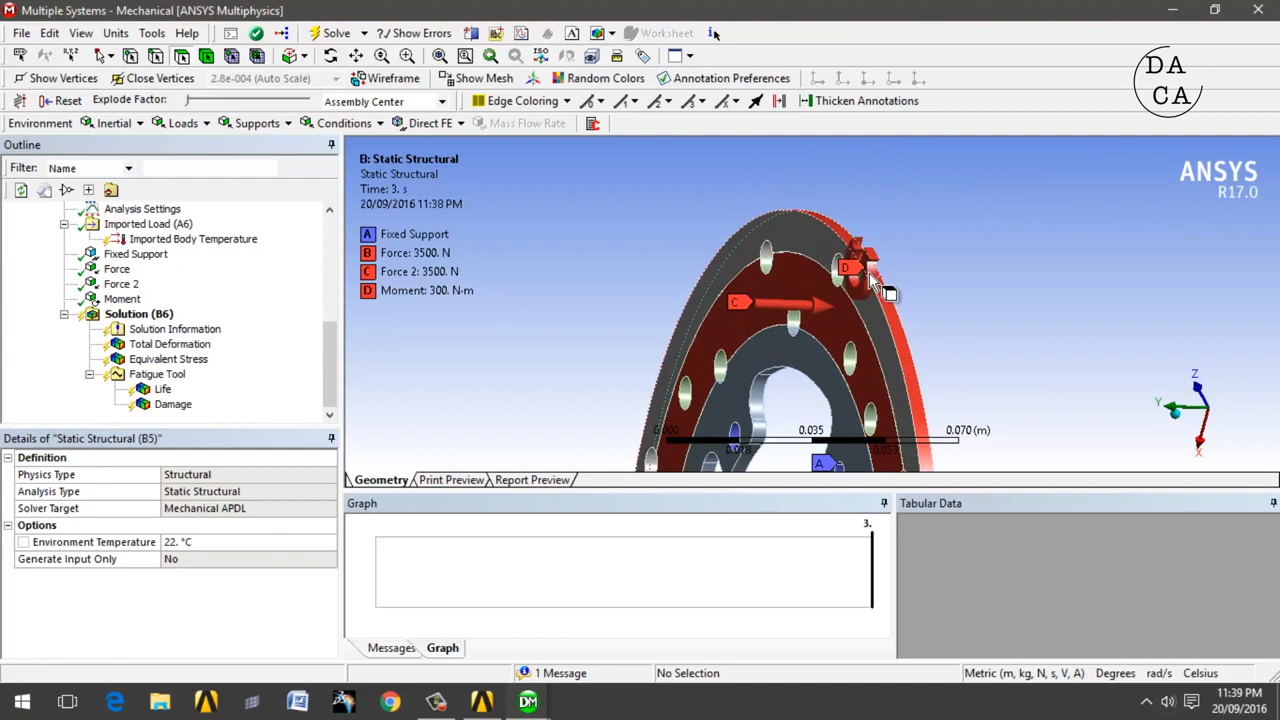 Multiple Systems - Mechanical [ANSYS Multiphysics]
File Edit View Units Tools Help Solve Show Errors Worksheet
Show Vertices Close Vertices 2.8e-004 (Auto Scale) Wireframe Show Mesh Random Colors Annotation Preferences
Reset Explode Factor: Assembly Center Edge Coloring Thicken Annotations
Environment Inertial Loads Supports Conditions Direct FE Mass Flow Rate
DA
CA
Outline
Filter: Name
Analysis Settings
Imported Load (A6)
Imported Body Temperature
Fixed Support
Force
Force 2
Moment
Solution (B6)
Solution Information
Total Deformation
Equivalent Stress
Fatigue Tool
Life
Damage
Details of "Static Structural (B5)"
Definition
Physics Type Structural
Analysis Type Static Structural
Solver Target Mechanical APDL
Options
Environment Temperature 22. °C
Generate Input Only No
B: Static Structural
Static Structural
Time: 3. s
20/09/2016 11:38 PM
A Fixed Support
B Force: 3500. N
C Force 2: 3500. N
D Moment: 300. N·m
ANSYS
R17.0
D
C
A
0.000 0.035 0.070 (m)
0.018 0.053
Z
Y
X
Geometry Print Preview Report Preview
Graph
3.
Messages Graph
Tabular Data
1 Message No Selection Metric (m, kg, N, s, V, A) Degrees rad/s Celsius
DM
11:39 PM
20/09/2016